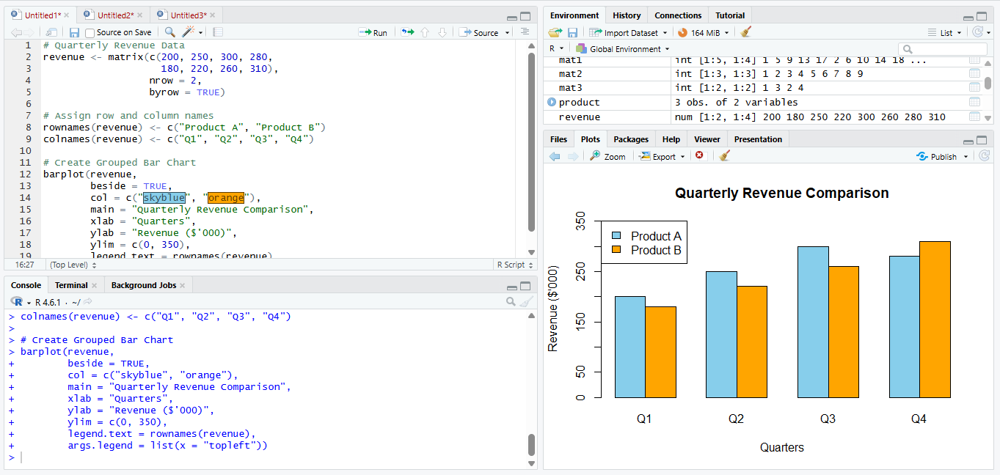 Untitled1* Untitled2* Untitled3*
Source on Save Run Source
1 # Quarterly Revenue Data
2 revenue <- matrix(c(200, 250, 300, 280,
3 180, 220, 260, 310),
4 nrow = 2,
5 byrow = TRUE)
6
7 # Assign row and column names
8 rownames(revenue) <- c("Product A", "Product B")
9 colnames(revenue) <- c("Q1", "Q2", "Q3", "Q4")
10
11 # Create Grouped Bar Chart
12 barplot(revenue,
13 beside = TRUE,
14 col = c("skyblue", "orange"),
15 main = "Quarterly Revenue Comparison",
16 xlab = "Quarters",
17 ylab = "Revenue ($'000)",
18 ylim = c(0, 350),
19 legend.text = rownames(revenue)
16:27 (Top Level) R Script
Console Terminal Background Jobs
R R 4.6.1 · ~/
> colnames(revenue) <- c("Q1", "Q2", "Q3", "Q4")
>
> # Create Grouped Bar Chart
> barplot(revenue,
+ beside = TRUE,
+ col = c("skyblue", "orange"),
+ main = "Quarterly Revenue Comparison",
+ xlab = "Quarters",
+ ylab = "Revenue ($'000)",
+ ylim = c(0, 350),
+ legend.text = rownames(revenue),
+ args.legend = list(x = "topleft"))
>
Environment History Connections Tutorial
Import Dataset 164 MiB List
R Global Environment
mat1 int [1:5, 1:4] 1 5 9 13 17 2 6 10 14 18 ...
mat2 int [1:3, 1:3] 1 2 3 4 5 6 7 8 9
mat3 int [1:2, 1:2] 1 3 2 4
product 3 obs. of 2 variables
revenue num [1:2, 1:4] 200 180 250 220 300 260 280 310
Files Plots Packages Help Viewer Presentation
Zoom Export Publish
Quarterly Revenue Comparison
Revenue ($'000)
350
250
150
50
0
Product A
Product B
Q1 Q2 Q3 Q4
Quarters